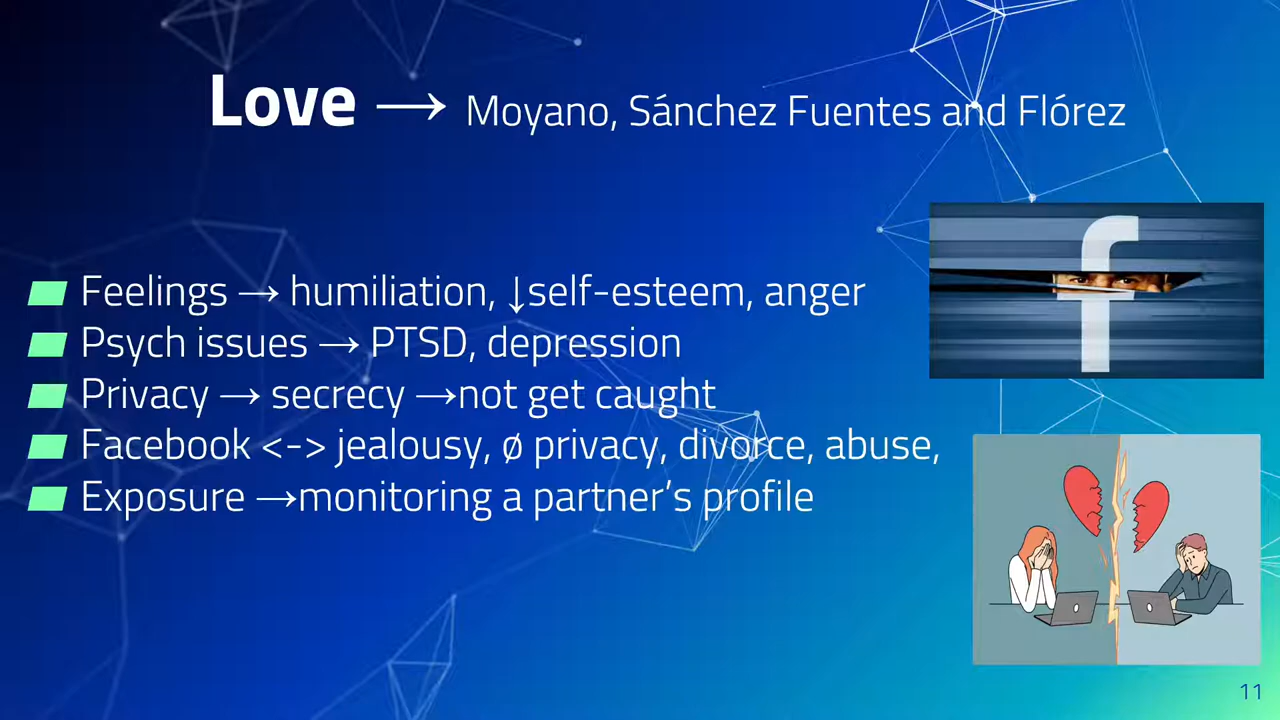 Love → Moyano, Sánchez Fuentes and Flórez
Feelings → humiliation, ↓self-esteem, anger
Psych issues → PTSD, depression
Privacy → secrecy →not get caught
Facebook <-> jealousy, ø privacy, divorce, abuse,
Exposure →monitoring a partner’s profile
f
11